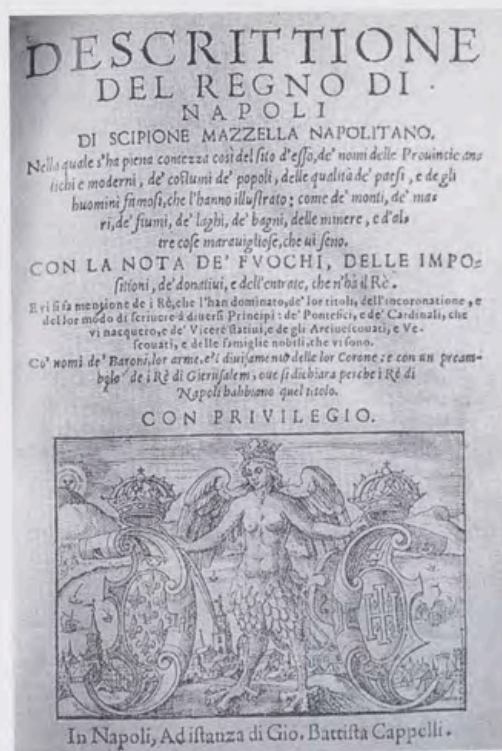 DESCRITTIONE
DEL REGNO DI
NAPOLI
DI SCIPIONE MAZZELLA NAPOLITANO.
Nella quale s'ha piena contezza così del sito d'esso, de' nomi delle Prouintie an=
tichi e moderni, de' costumi de' popoli, delle qualità de' paesi, e de gli
huomini famosi, che l'hanno illustrato; come de' monti, de' ma=
ri, de' fiumi, de' laghi, de' bagni, delle minere, e d'al=
tre cose marauigliose, che ui sono.
CON LA NOTA DE' FVOCHI, DELLE IMPO=
sitioni, de' donatiui, e dell'entrate, che n'hà il Rè.
E vi si fa mentione de i Rè, che l'han dominato, de' lor titoli, dell'incoronatione, e
del lor modo di scriuere à diuersi Principi: de' Pontefici, e de' Cardinali, che
vi nacquero, e de' Vicerè statiui, e de gli Arciuescouati, e Ve-
scouati, e delle famiglie nobili, che vi sono.
Co' nomi de' Baroni, lor arme, e'l diuisamento delle lor Corone; e con un pream=
bolo de i Rè di Gierusalem, oue si dichiara perche i Rè di
Napoli habbiano quel titolo.
CON PRIVILEGIO.
In Napoli, Ad istanza di Gio. Battista Cappelli.